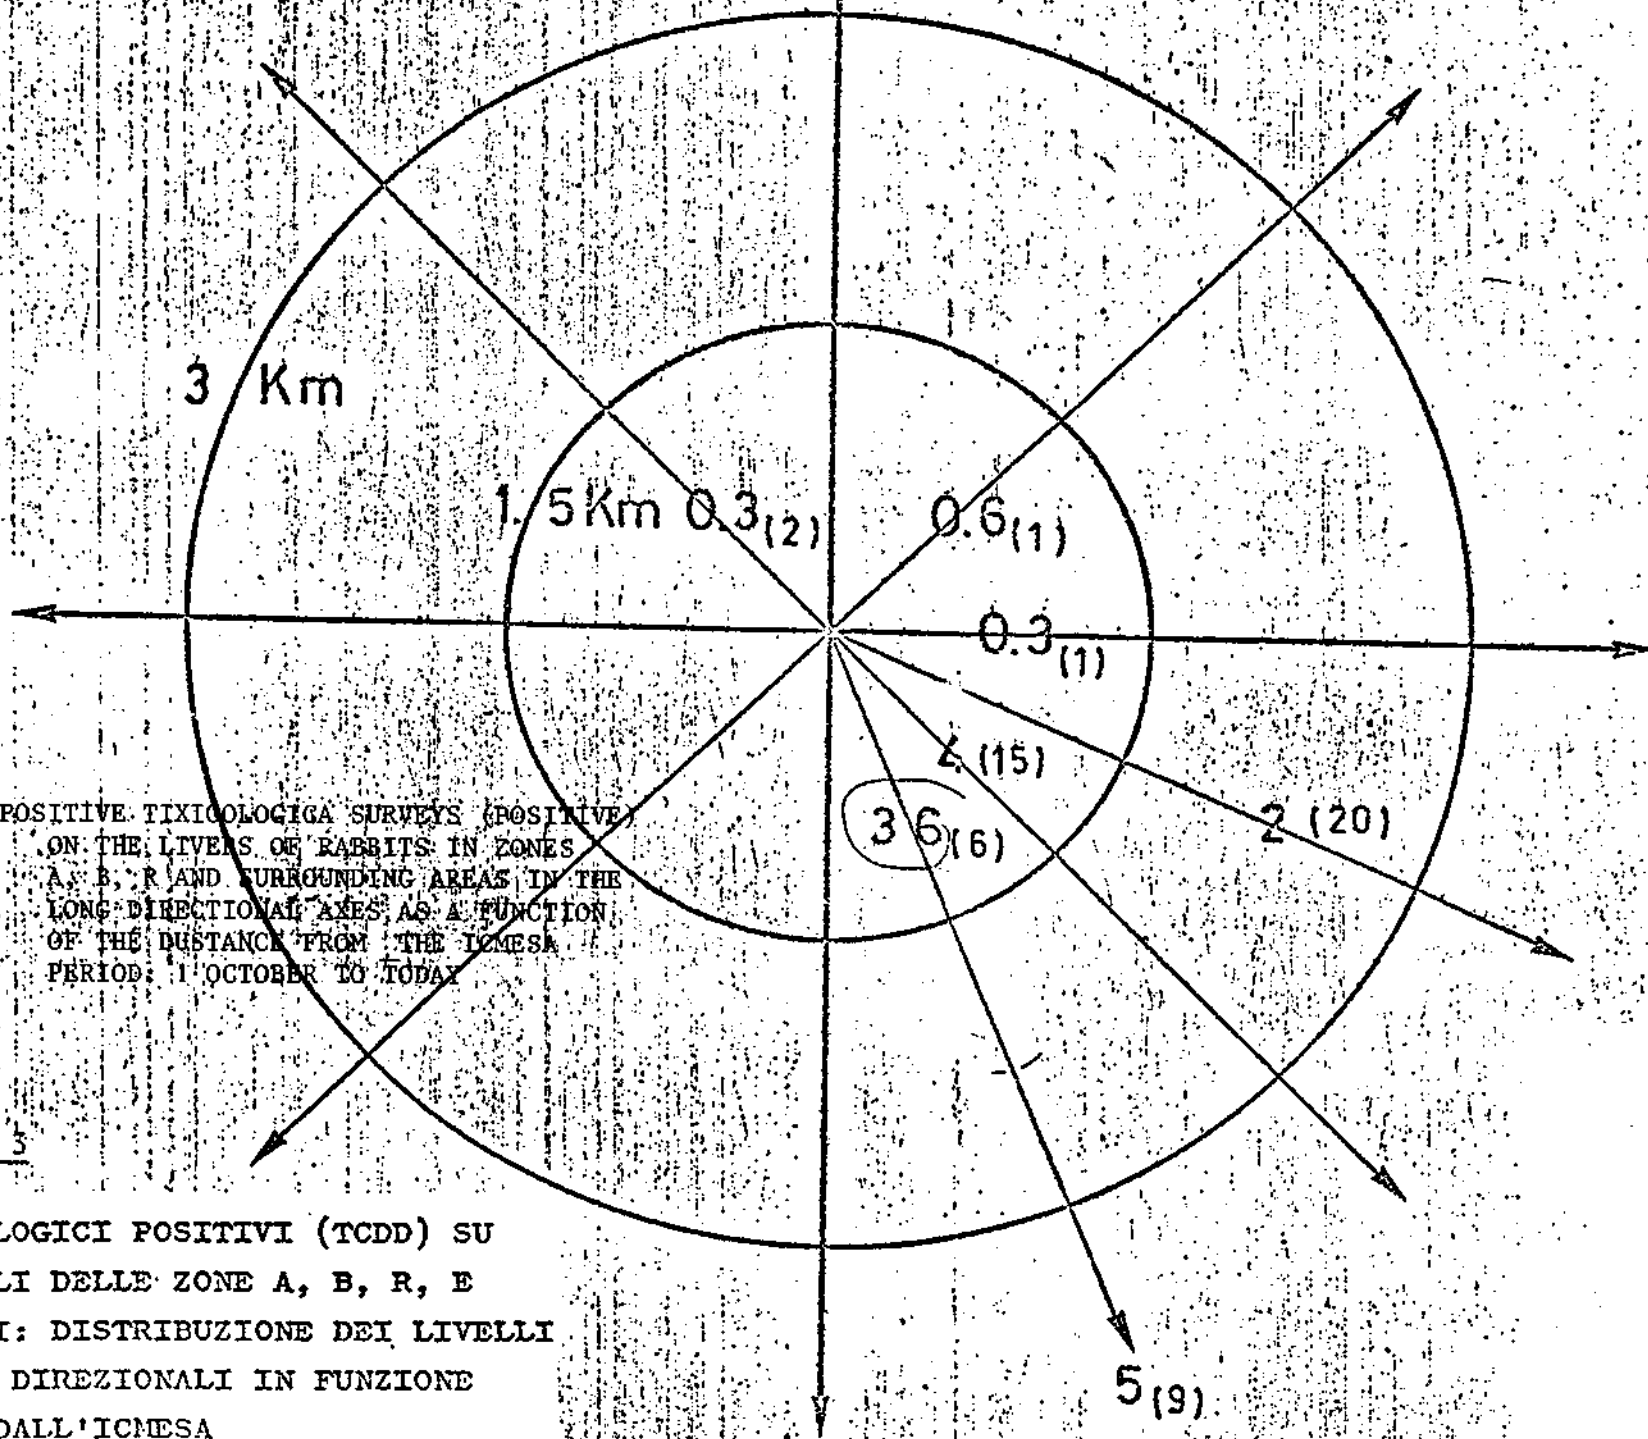 3 Km
1.5Km 0.3(2)
0.6(1)
0.3(1)
4 (15)
36(6)
2 (20)
POSITIVE TIXICOLOGICA SURVEYS (POSITIVE)
ON THE LIVERS OF RABBITS IN ZONES
A, B, R AND SURROUNDING AREAS IN THE
LONG DIRECTIONAL AXES AS A FUNCTION
OF THE DUSTANCE FROM THE ICMESA
PERIOD: 1 OCTOBER TO TODAY
3
LOGICI POSITIVI (TCDD) SU
LI DELLE ZONE A, B, R, E
I: DISTRIBUZIONE DEI LIVELLI
DIREZIONALI IN FUNZIONE
DALL'ICMESA
5(9)